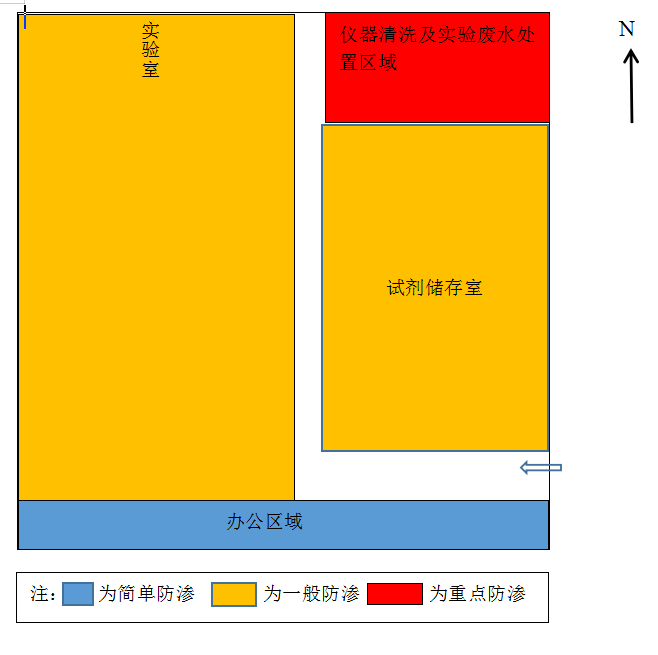 实验室
仪器清洗及实验废水处
置区域
N
试剂储存室
办公区域
注：为简单防渗 为一般防渗 为重点防渗